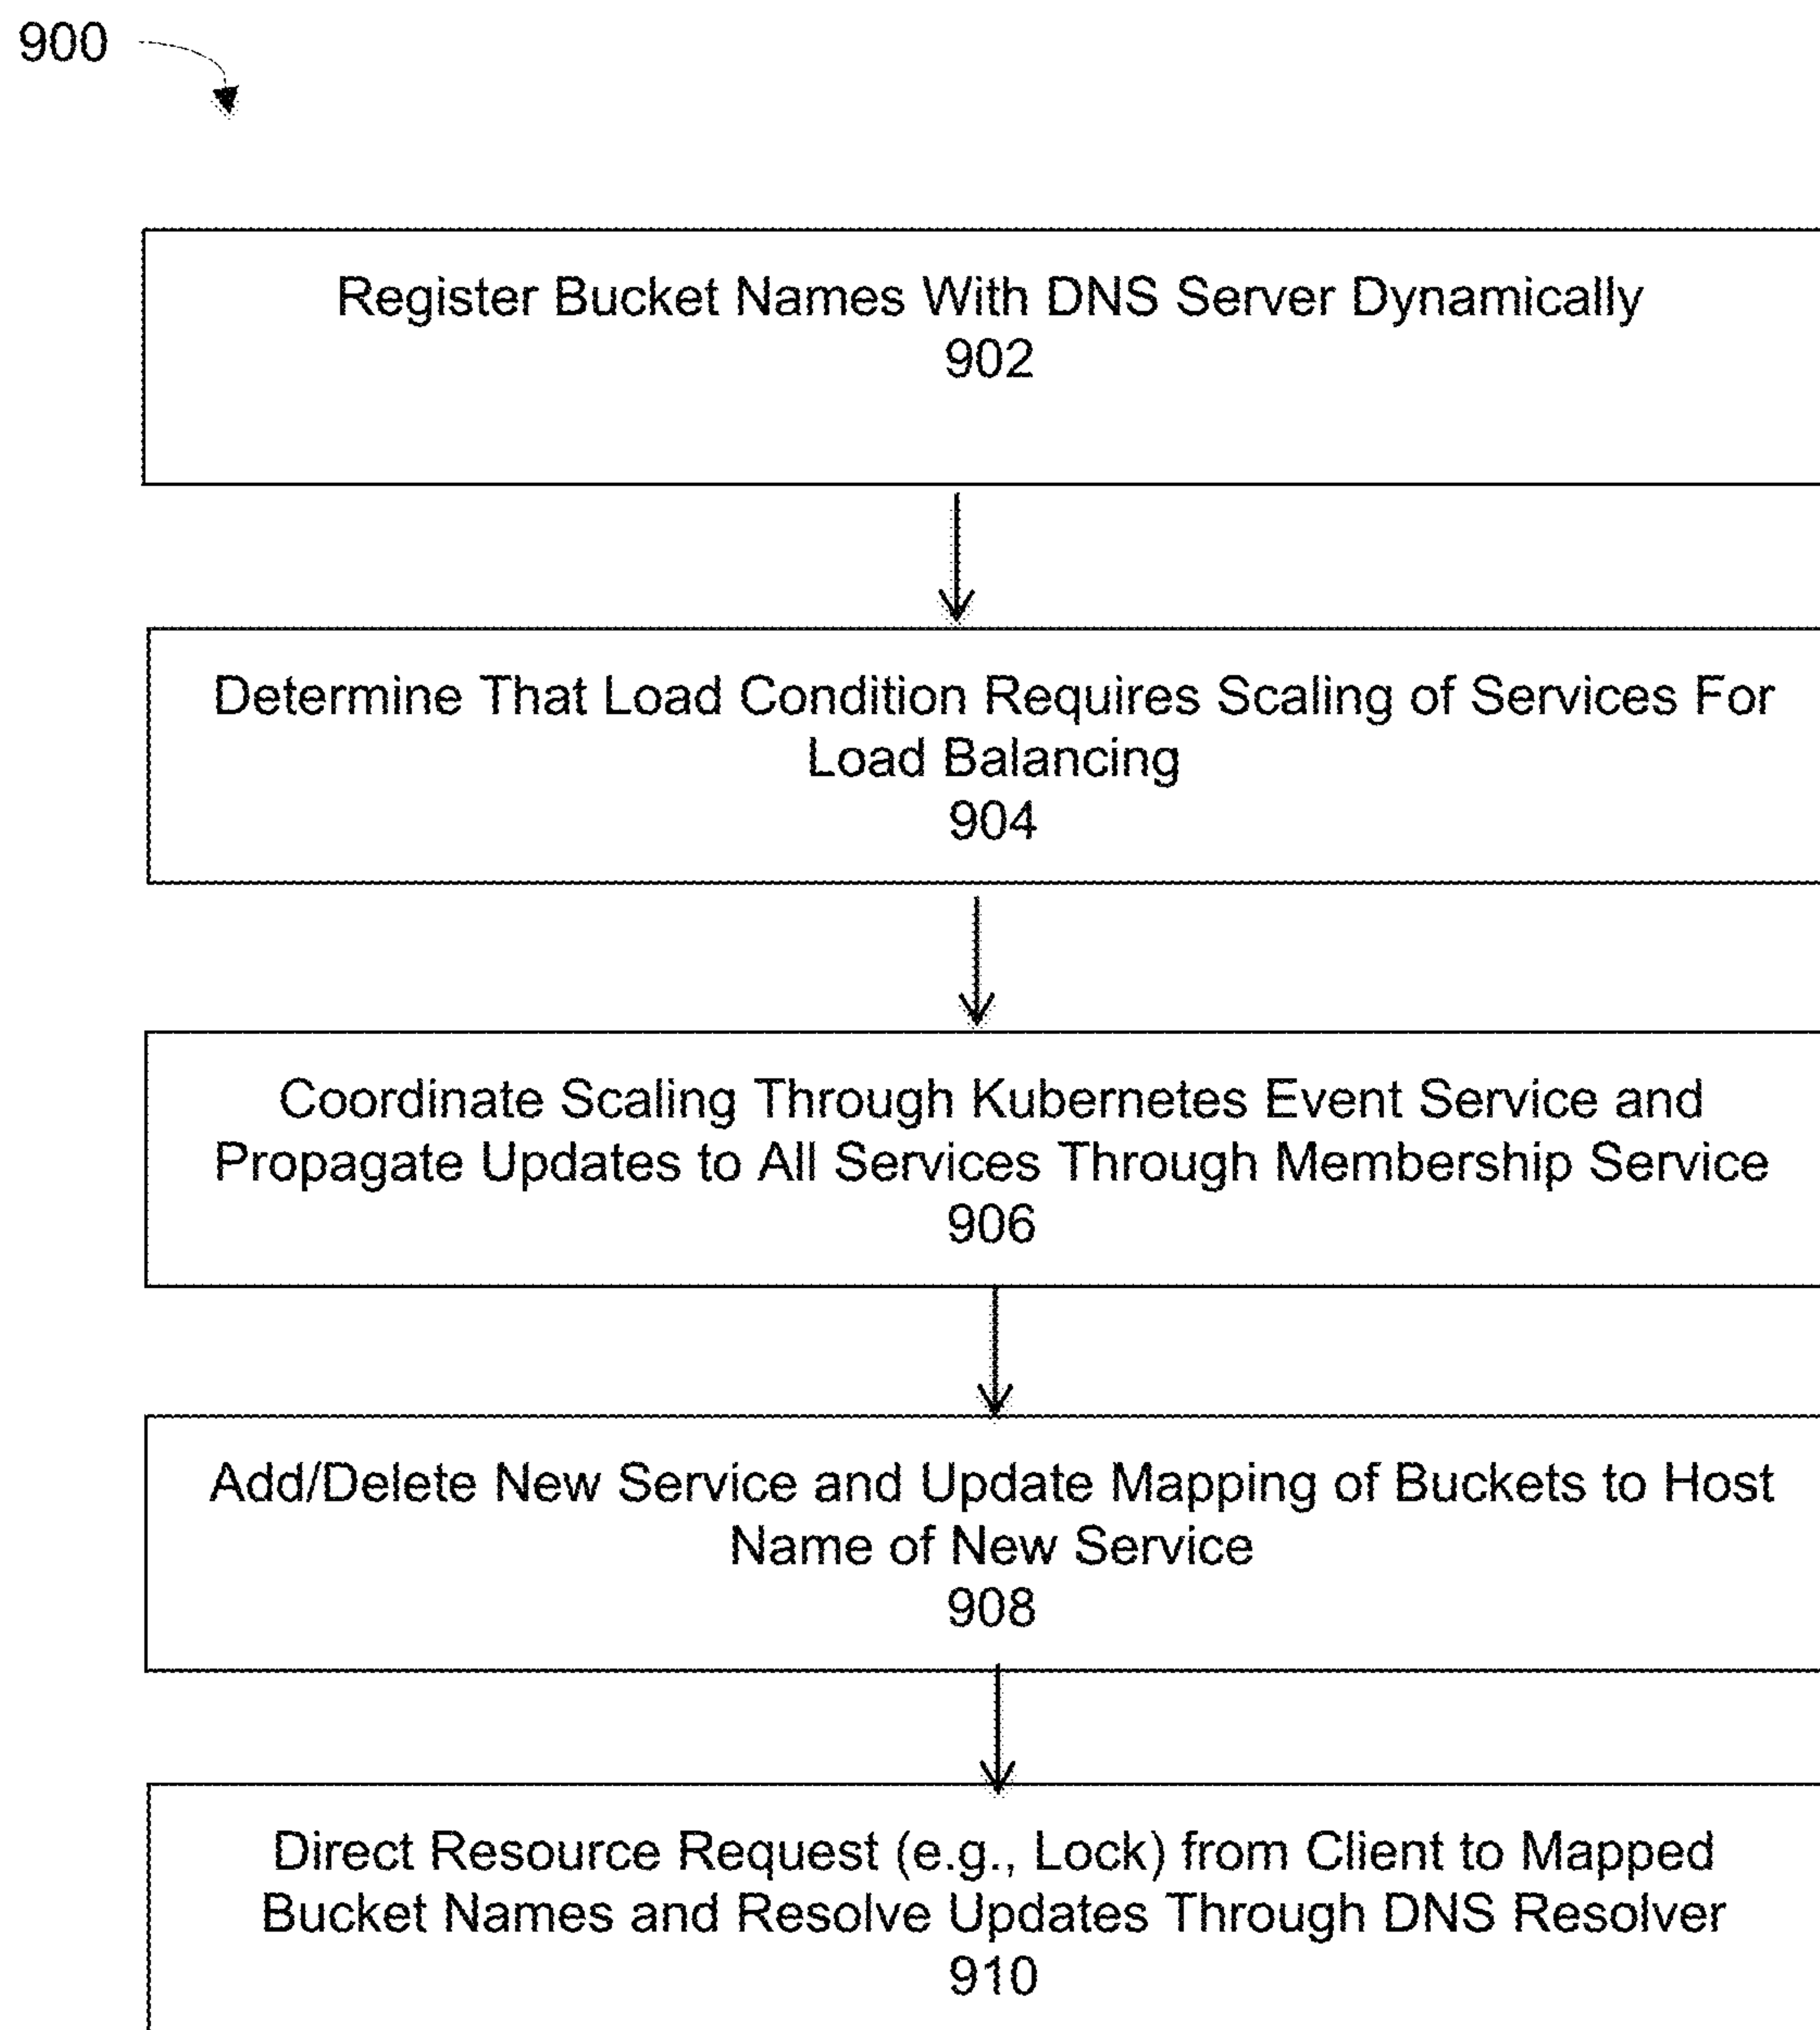 900
Register Bucket Names With DNS Server Dynamically
902
Determine That Load Condition Requires Scaling of Services For
Load Balancing
904
Coordinate Scaling Through Kubernetes Event Service and
Propagate Updates to All Services Through Membership Service
906
Add/Delete New Service and Update Mapping of Buckets to Host
Name of New Service
908
Direct Resource Request (e.g., Lock) from Client to Mapped
Bucket Names and Resolve Updates Through DNS Resolver
910